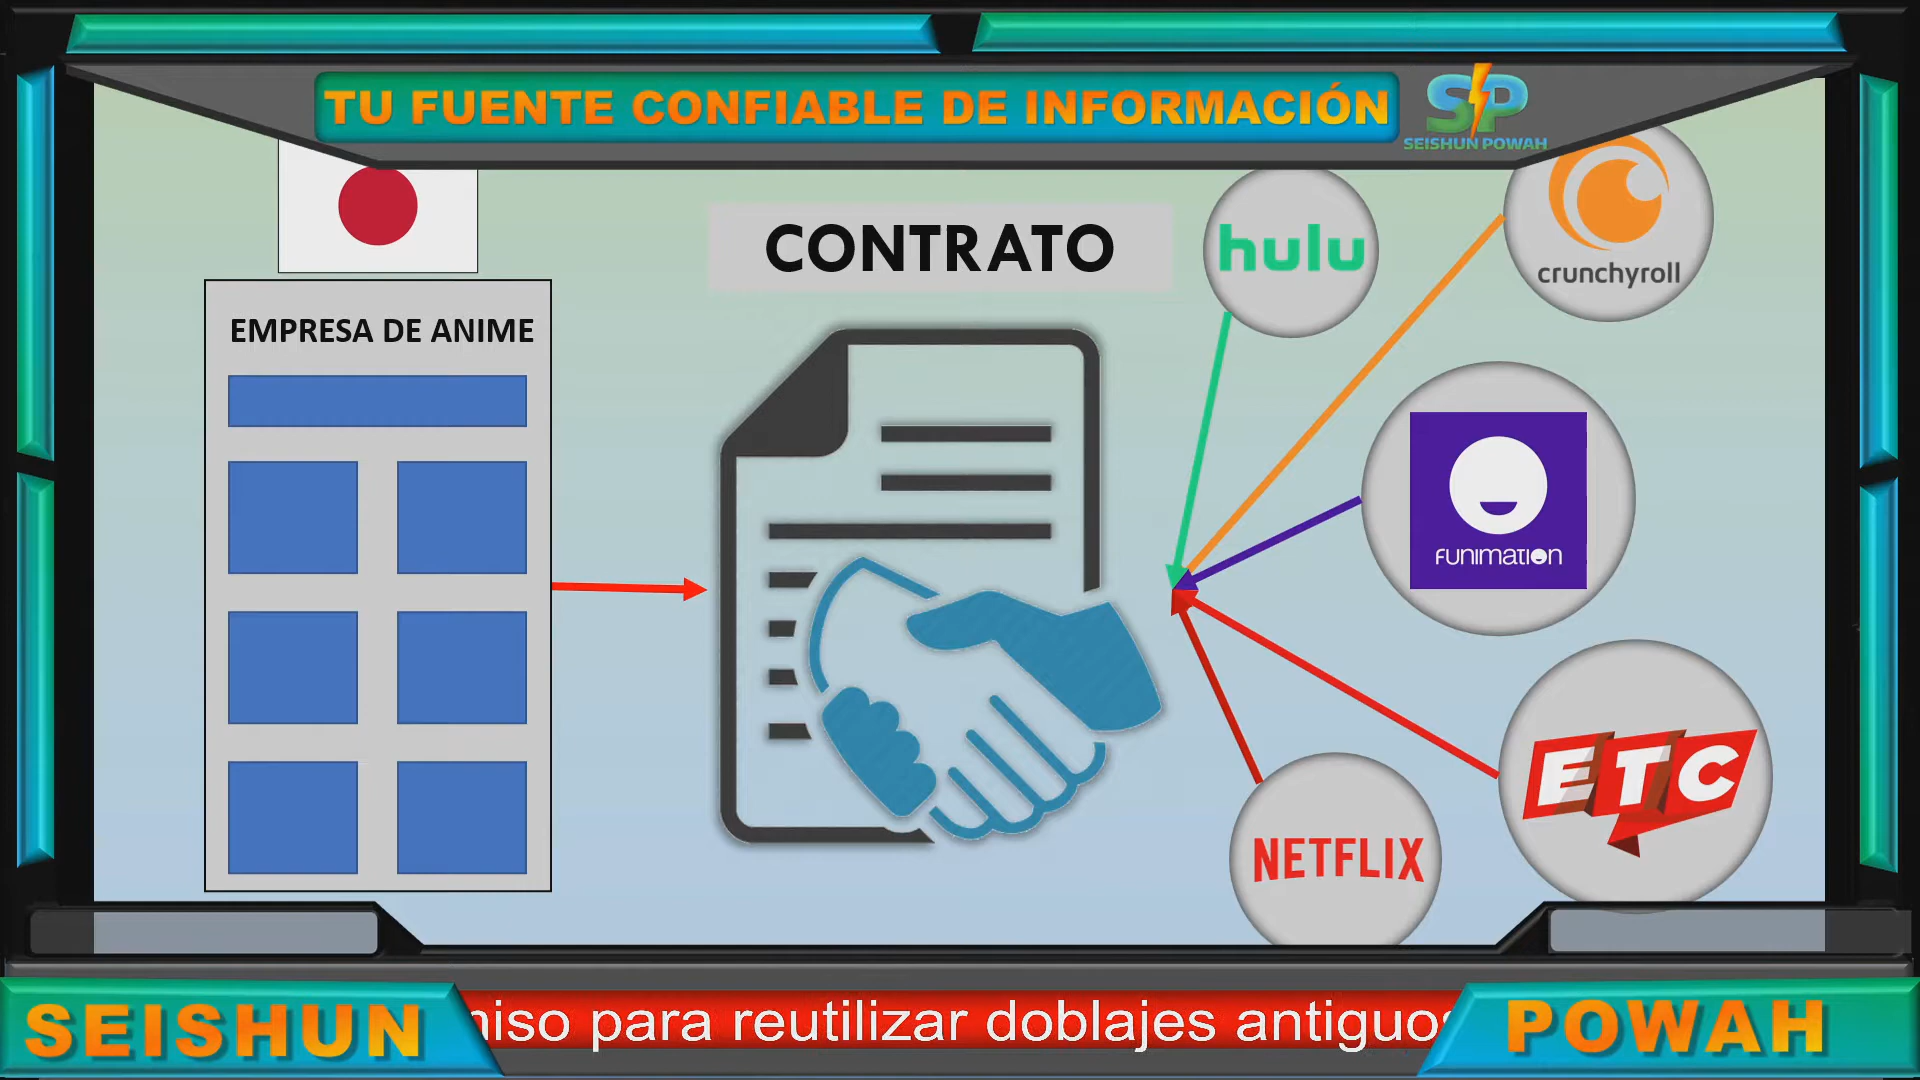 TU FUENTE CONFIABLE DE INFORMACIÓN
SP
SEISHUN POWAH
EMPRESA DE ANIME
CONTRATO
hulu
crunchyroll
FUNIMATION
ETC
NETFLIX
SEISHUN
para reutilizar doblajes antiguos
POWAH